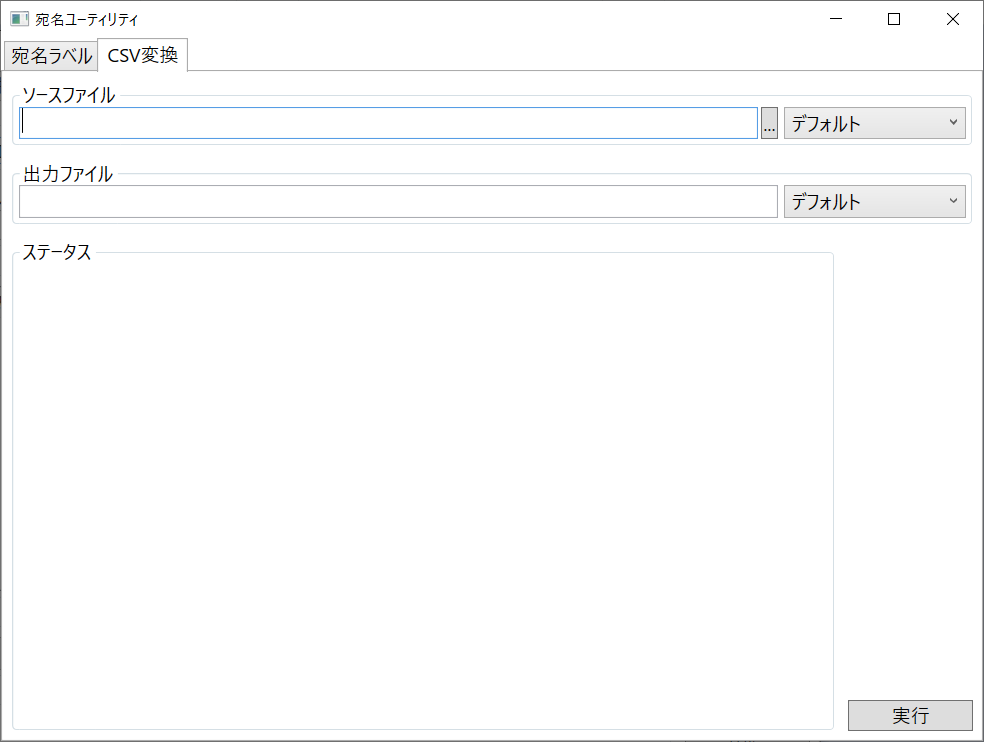 宛名ユーティリティ
宛名ラベル CSV変換
ソースファイル
... デフォルト
出力ファイル
デフォルト
ステータス
実行